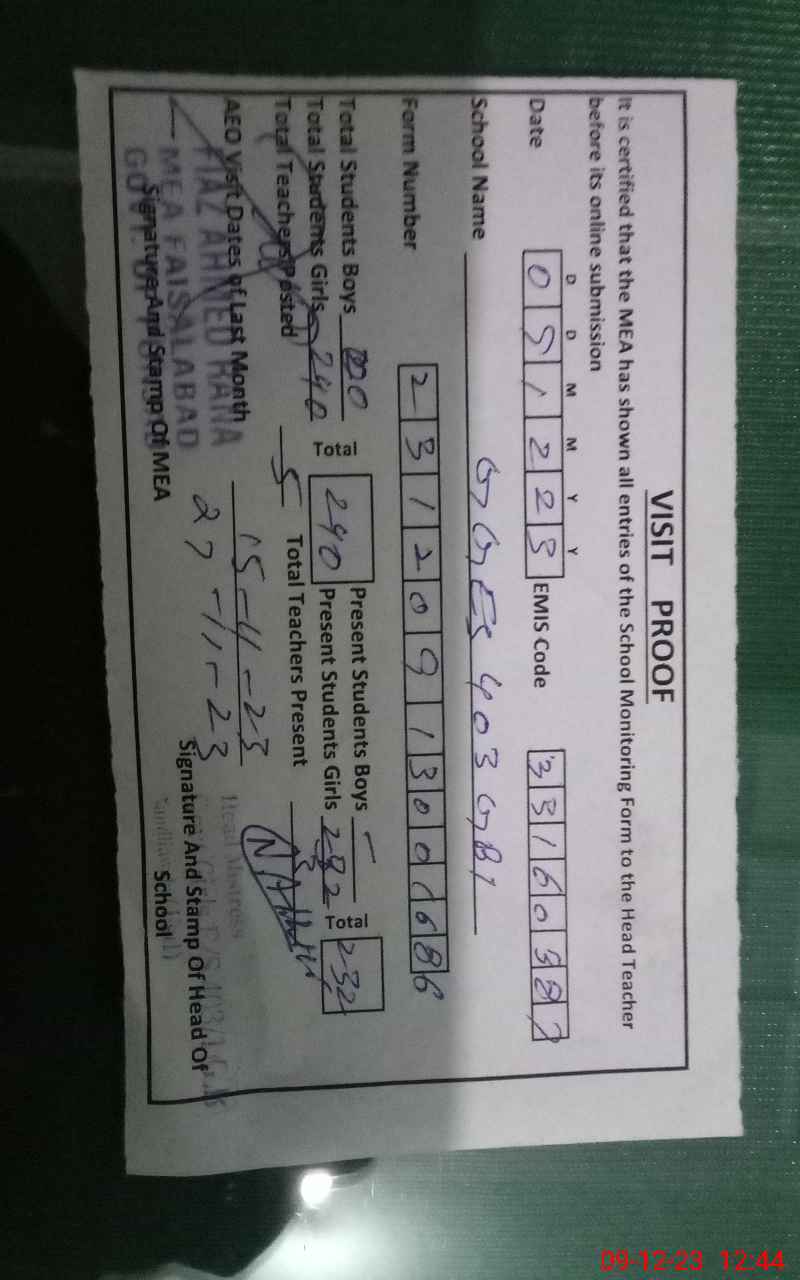 VISIT PROOF
It is certified that the MEA has shown all entries of the School Monitoring Form to the Head Teacher
before its online submission
D D M M Y Y
Date 0 5 1 2 2 3 EMIS Code 3 3 1 6 0 3 8 7
School Name GGES 403 GB1
Form Number 2 3 1 2 0 9 1 3 0 0 1 6 8 6
Total Students Boys 0 Present Students Boys –
Total Students Girls 240 Total 240 Present Students Girls 232 Total 232
Total Teachers Posted 5 Total Teachers Present
AEO Visit Dates of Last Month 15-11-23
27-11-23
FIAZ AHMED RANA
MEA FAISALABAD
Signature And Stamp Of MEA
Head Mistress
Signature And Stamp Of Head Of
School
09-12-23 12:44